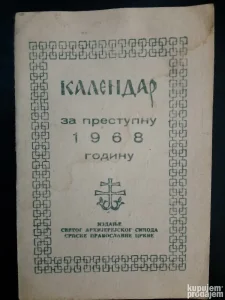 КАЛЕНДАР
за преступну
1968
годину
ИЗДАЊЕ
СВЕТОГ АРХИЈЕРЕЈСКОГ СИНОДА
СРПСКЕ ПРАВОСЛАВНЕ ЦРКВЕ
kupujem
prodajem